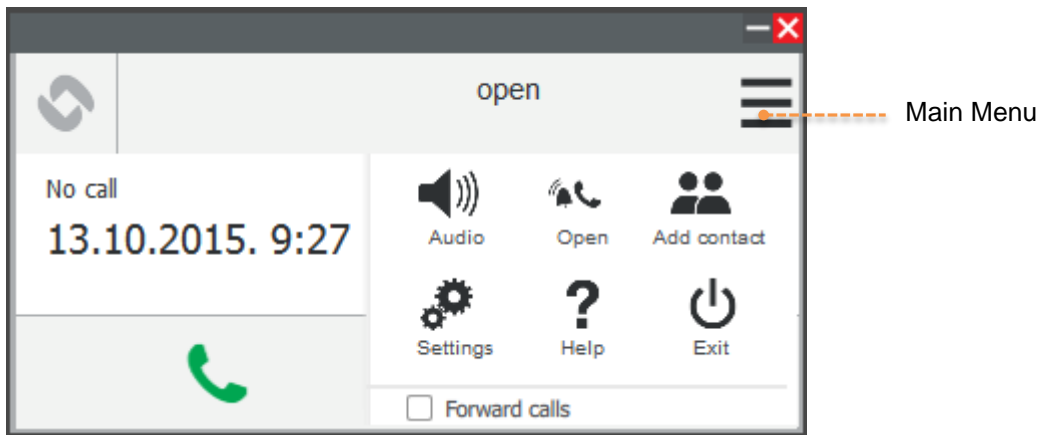 open
Main Menu
No call
13.10.2015. 9:27
Audio
Open
Add contact
Settings
Help
Exit
Forward calls